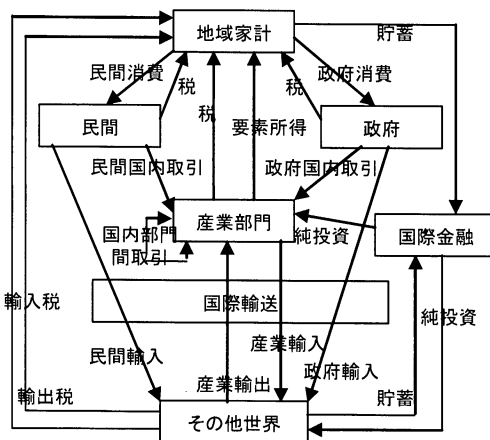 地域家計
貯蓄
民間消費
税
税
税
政府消費
民間
要素所得
政府
民間国内取引
政府国内取引
産業部門
国内部門
間取引
純投資
国際金融
国際輸送
輸入税
純投資
民間輸入
産業輸入
政府輸入
輸出税
産業輸出
貯蓄
その他世界